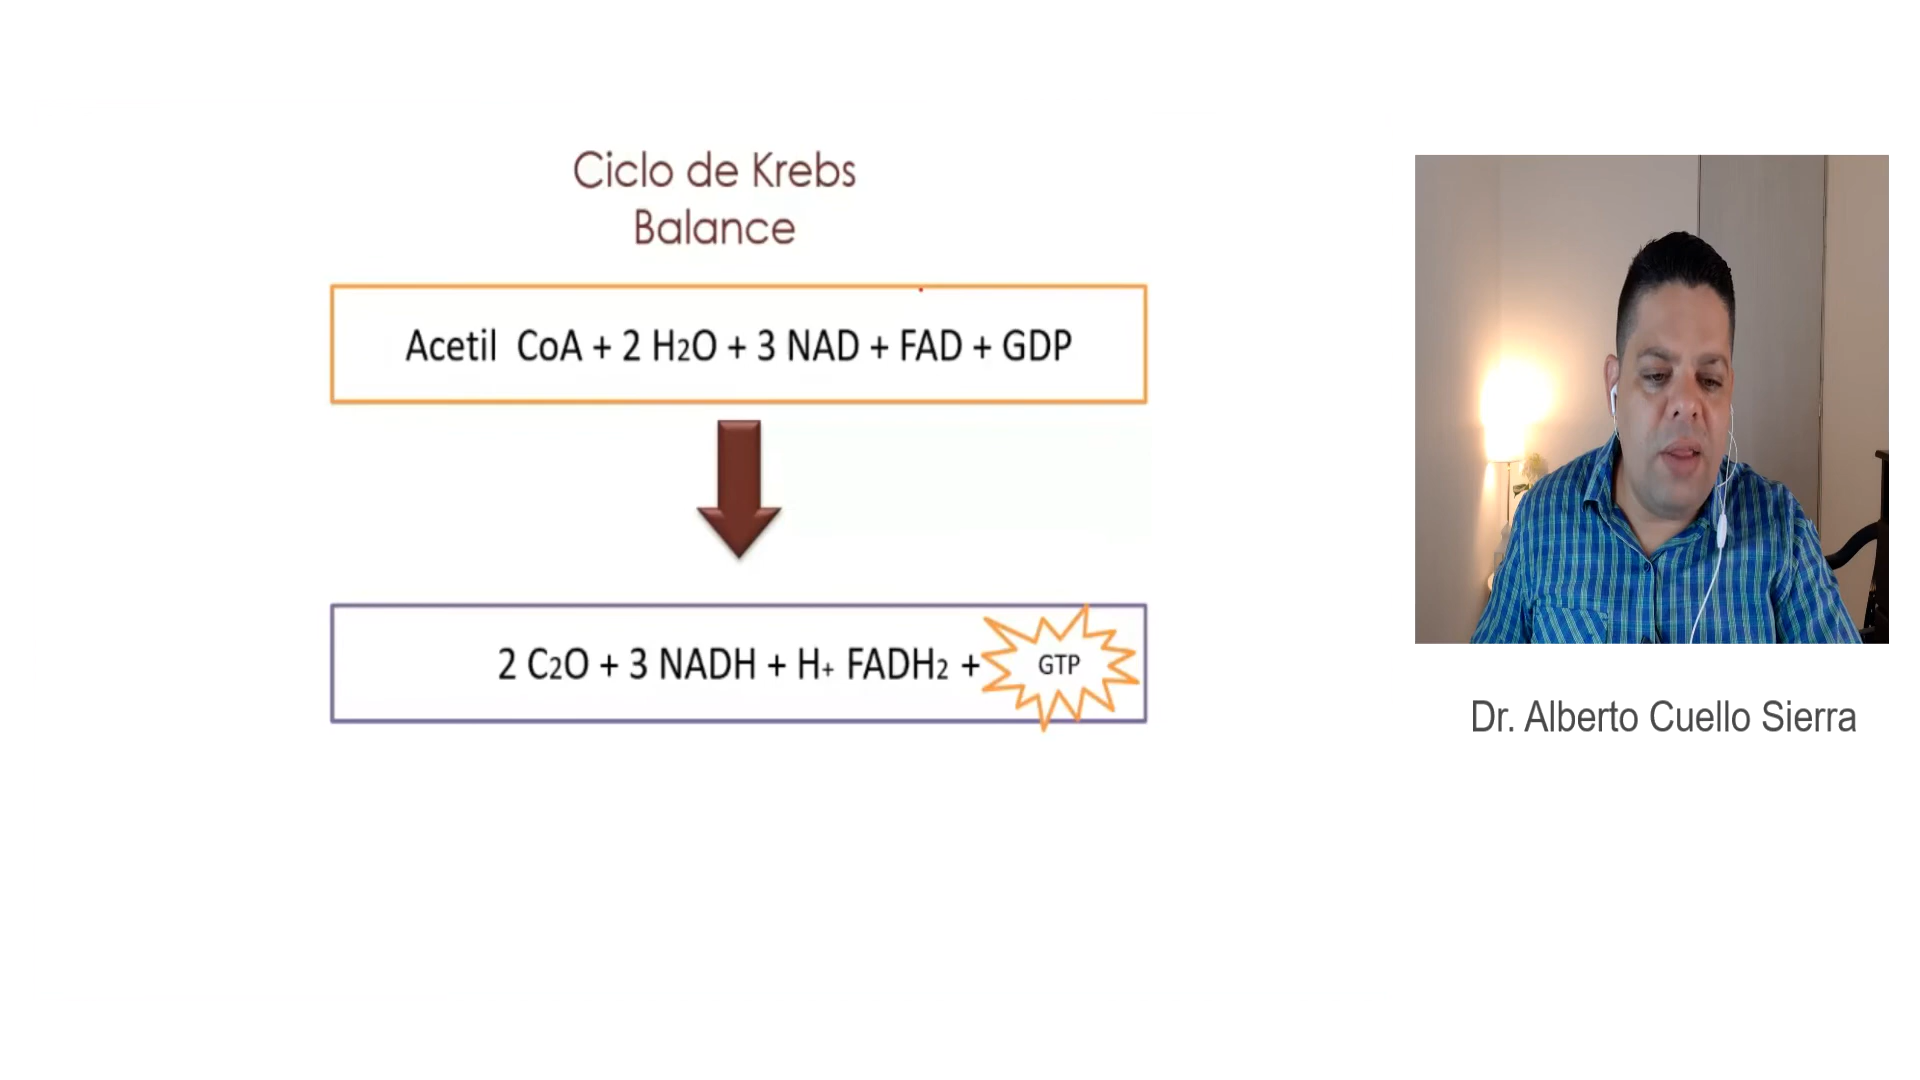 Ciclo de Krebs
Balance
Acetil CoA + 2 H2O + 3 NAD + FAD + GDP
2 C2O + 3 NADH + H+ FADH2 + GTP
Dr. Alberto Cuello Sierra